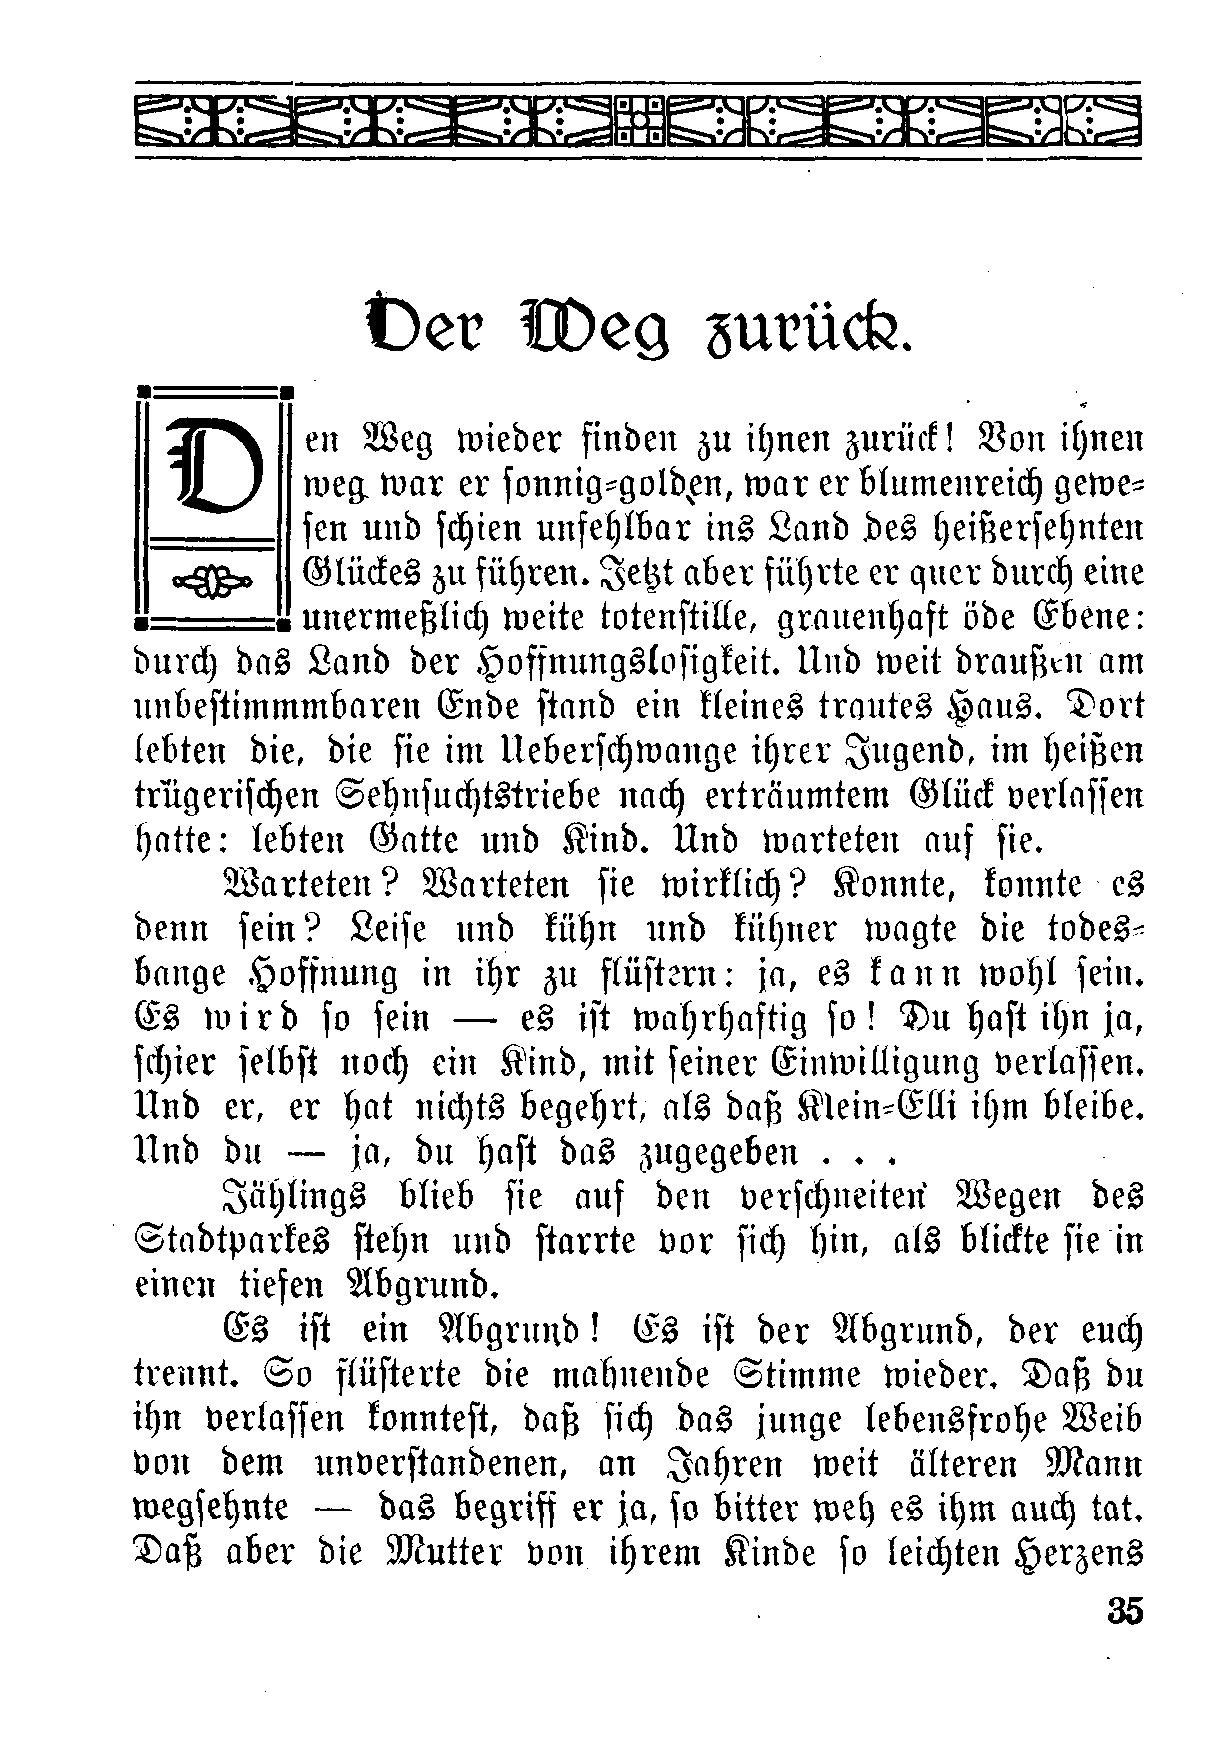 Der Weg zurück.
Den Weg wieder finden zu ihnen zurück! Von ihnen
weg war er sonnig-golden, war er blumenreich gewe-
sen und schien unfehlbar ins Land des heißersehnten
Glückes zu führen. Jetzt aber führte er quer durch eine
unermeßlich weite totenstille, grauenhaft öde Ebene:
durch das Land der Hoffnungslosigkeit. Und weit draußen am
unbestimmmbaren Ende stand ein kleines trautes Haus. Dort
lebten die, die sie im Ueberschwange ihrer Jugend, im heißen
trügerischen Sehnsuchtstriebe nach erträumtem Glück verlassen
hatte: lebten Gatte und Kind. Und warteten auf sie.
Warteten? Warteten sie wirklich? Konnte, konnte es
denn sein? Leise und kühn und kühner wagte die todes-
bange Hoffnung in ihr zu flüstern: ja, es kann wohl sein.
Es wird so sein — es ist wahrhaftig so! Du hast ihn ja,
schier selbst noch ein Kind, mit seiner Einwilligung verlassen.
Und er, er hat nichts begehrt, als daß Klein-Elli ihm bleibe.
Und du — ja, du hast das zugegeben . . .
Jählings blieb sie auf den verschneiten Wegen des
Stadtparkes stehn und starrte vor sich hin, als blickte sie in
einen tiefen Abgrund.
Es ist ein Abgrund! Es ist der Abgrund, der euch
trennt. So flüsterte die mahnende Stimme wieder. Daß du
ihn verlassen konntest, daß sich das junge lebensfrohe Weib
von dem unverstandenen, an Jahren weit älteren Mann
wegsehnte — das begriff er ja, so bitter weh es ihm auch tat.
Daß aber die Mutter von ihrem Kinde so leichten Herzens
35